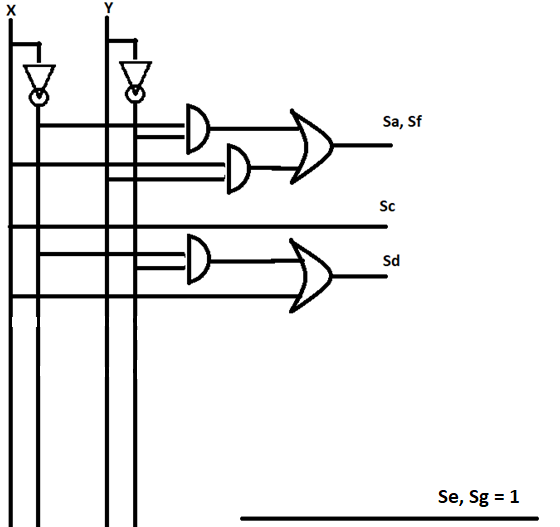 X
Y
Sa, Sf
Sc
Sd
Se, Sg = 1